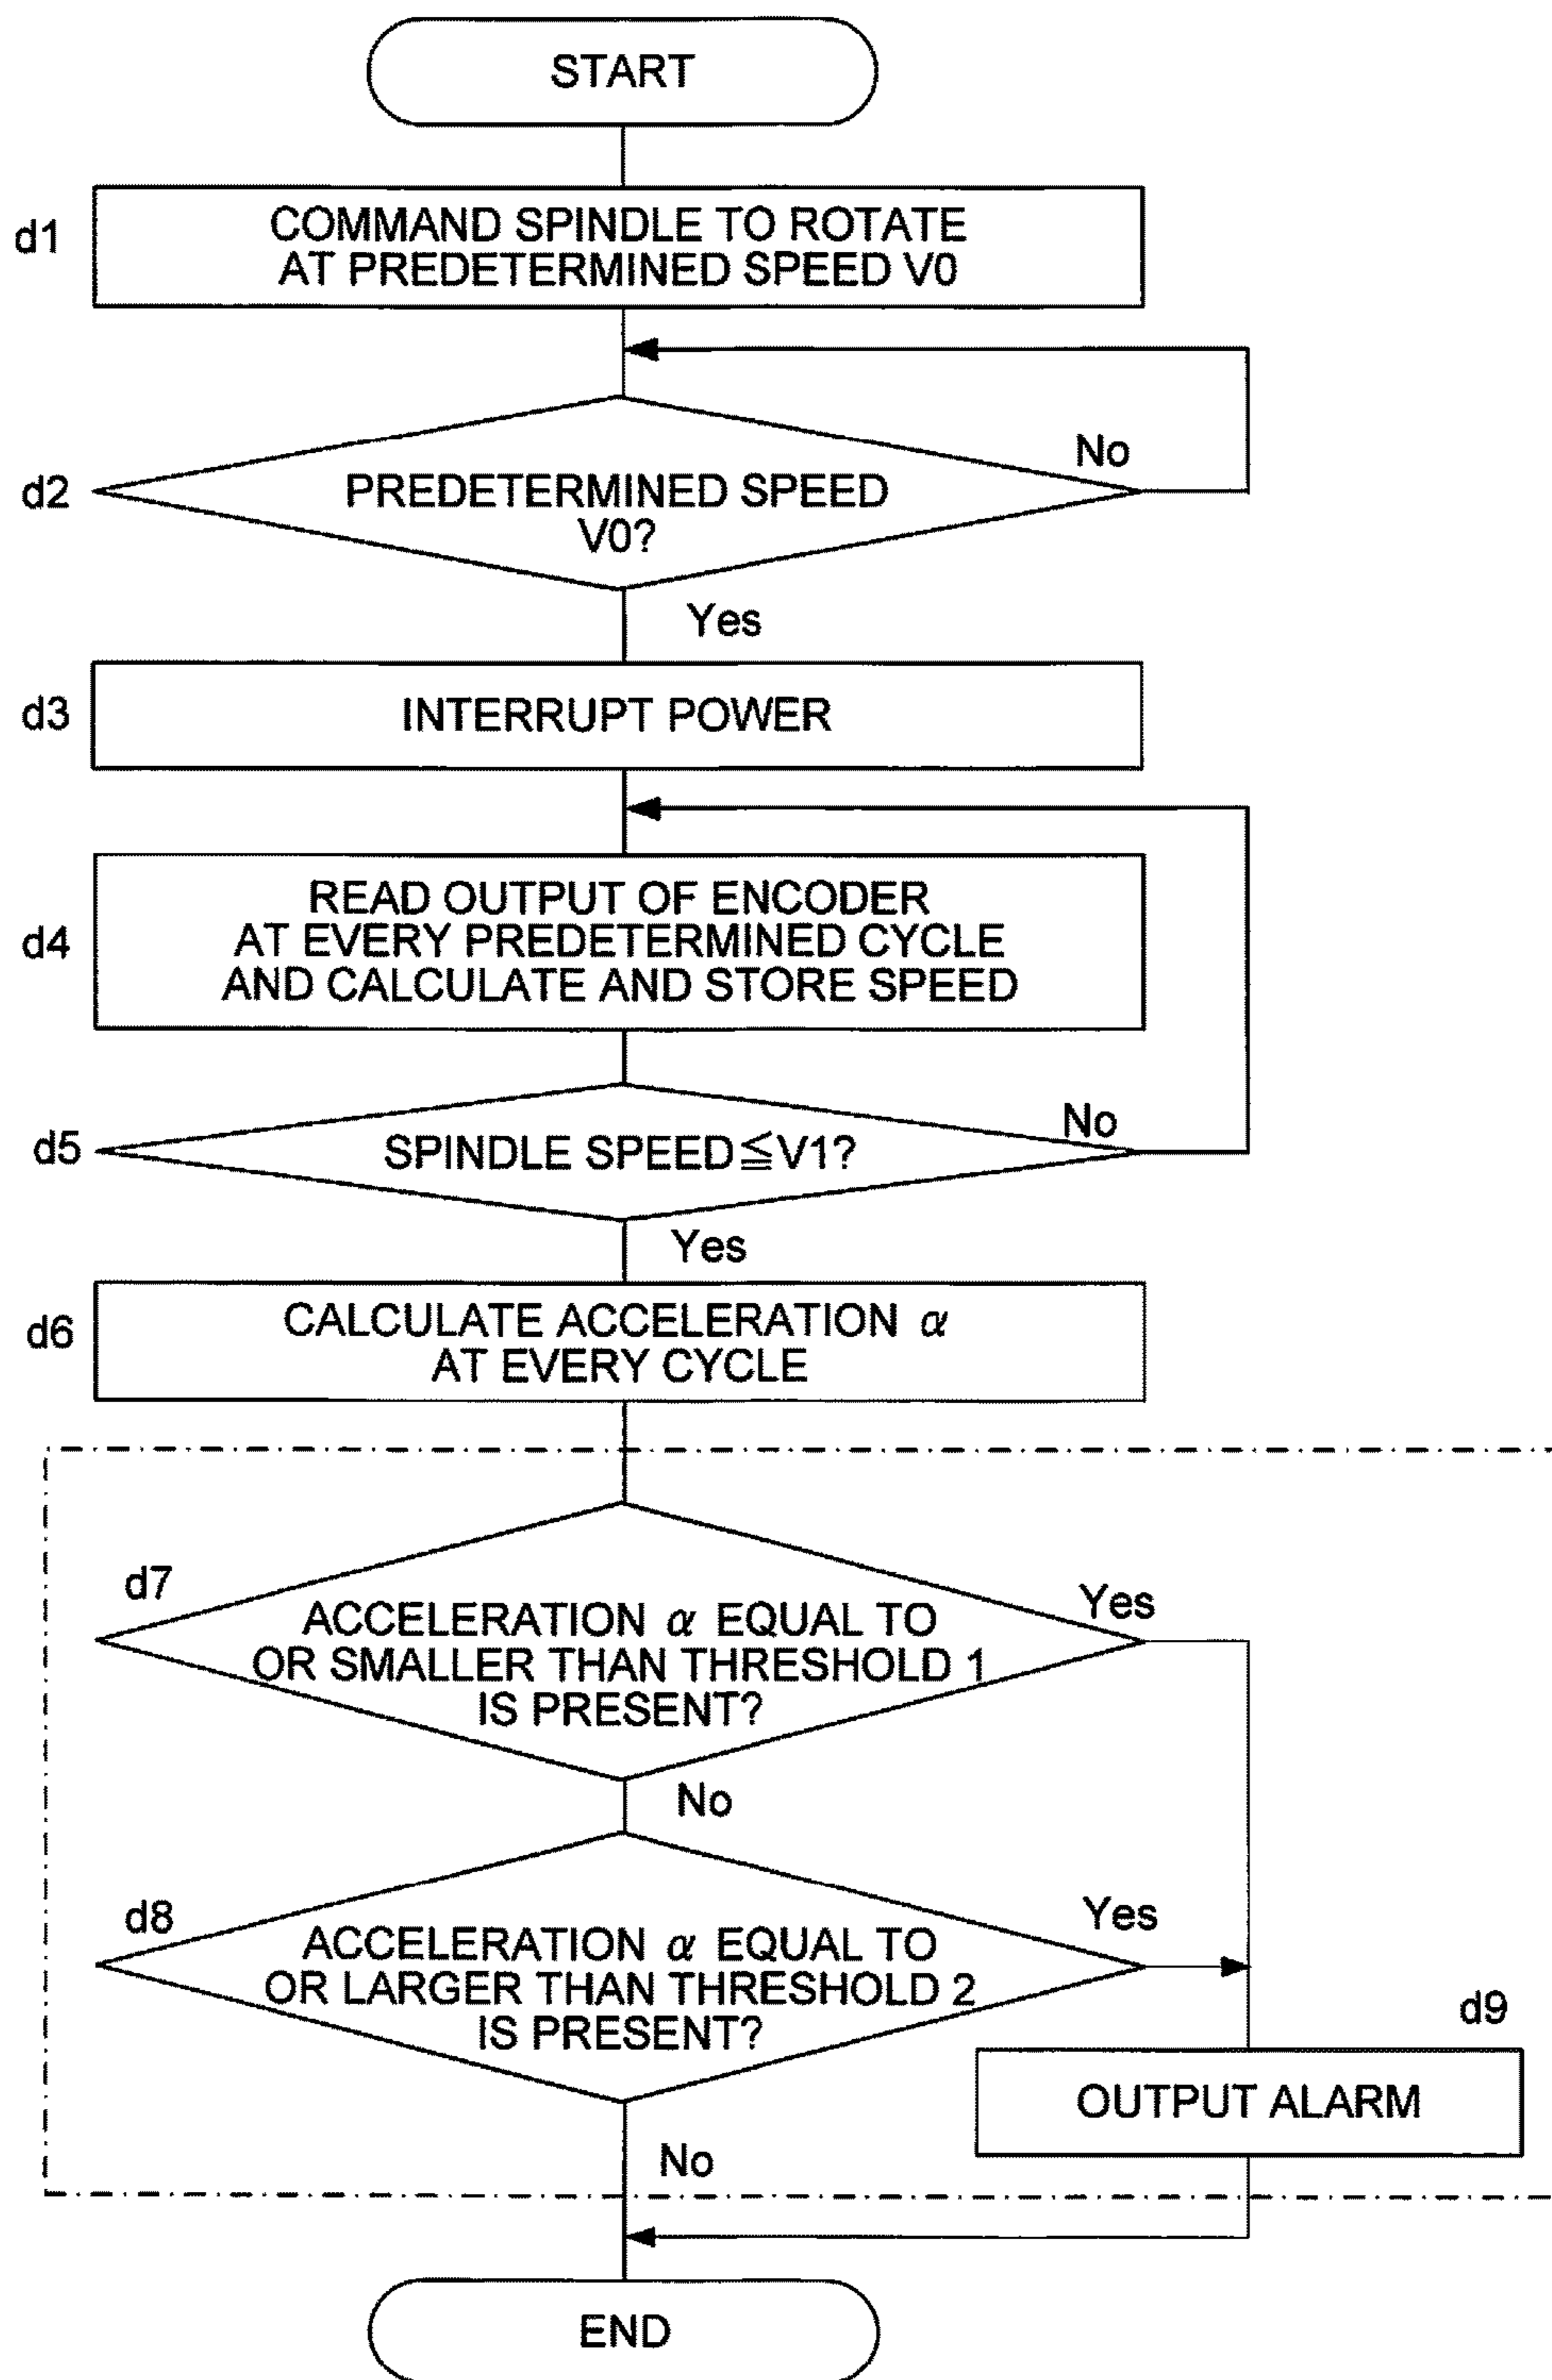 START
d1
COMMAND SPINDLE TO ROTATE
AT PREDETERMINED SPEED V0
No
d2
PREDETERMINED SPEED
V0?
Yes
d3
INTERRUPT POWER
d4
READ OUTPUT OF ENCODER
AT EVERY PREDETERMINED CYCLE
AND CALCULATE AND STORE SPEED
No
d5
SPINDLE SPEED≦V1?
Yes
d6
CALCULATE ACCELERATION α
AT EVERY CYCLE
d7
Yes
ACCELERATION α EQUAL TO
OR SMALLER THAN THRESHOLD 1
IS PRESENT?
No
d8
Yes
ACCELERATION α EQUAL TO
OR LARGER THAN THRESHOLD 2
IS PRESENT?
d9
OUTPUT ALARM
No
END